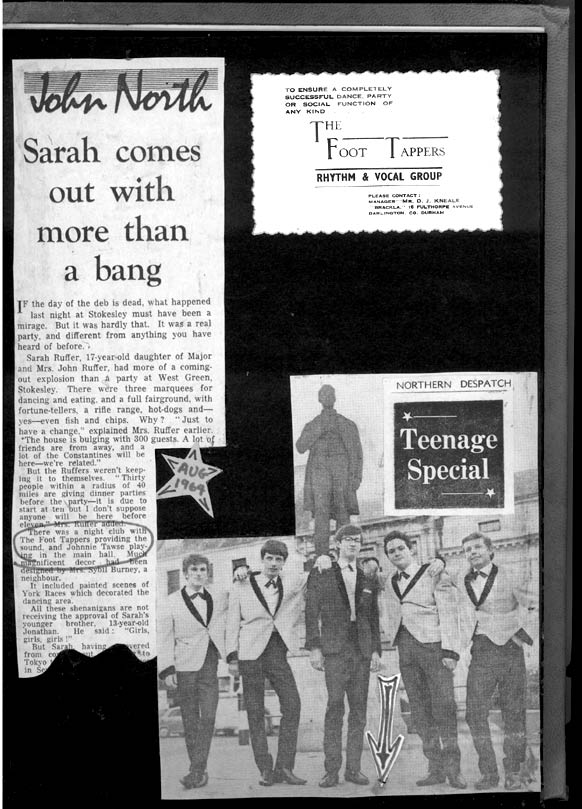 John North
Sarah comes
out with
more than
a bang
IF the day of the deb is dead, what happened
last night at Stokesley must have been a
mirage. But it was hardly that. It was a real
party, and different from anything you have
heard of before.
Sarah Ruffer, 17-year-old daughter of Major
and Mrs. John Ruffer, had more of a coming-
out explosion than a party at West Green,
Stokesley. There were three marquees for
dancing and eating, and a full fairground, with
fortune-tellers, a rifle range, hot-dogs and—
yes—even fish and chips. Why? "Just to
have a change," explained Mrs. Ruffer earlier.
"The house is bulging with 300 guests. A lot of
friends are from away, and a
lot of the Constantines will be
here—we're related."
But the Ruffers weren't keep-
ing it to themselves. "Thirty
people within a radius of 40
miles are giving dinner parties
before the party—it is due to
start at ten but I don't suppose
anyone will be here before
eleven," Mrs. Ruffer added.
There was a night club with
The Foot Tappers providing the
sound, and Johnnie Tawse play-
ing in the main hall. Much
magnificent decor had been
designed by Mrs. Sybil Burney, a
neighbour.
It included painted scenes of
York Races which decorated the
dancing area.
All these shenanigans are not
receiving the approval of Sarah's
younger brother, 13-year-old
Jonathan. He said: "Girls,
girls, girls!"
But Sarah having
from to
Tokyo
in
TO ENSURE A COMPLETELY
SUCCESSFUL DANCE, PARTY
OR SOCIAL FUNCTION OF
ANY KIND
THE
FOOT TAPPERS
RHYTHM & VOCAL GROUP
PLEASE CONTACT:
MANAGER MR. D. J. KNEALE
"BRACKLA," 16 FULTHORPE AVENUE
DARLINGTON, CO. DURHAM
AUG
1964
NORTHERN DESPATCH
Teenage
Special